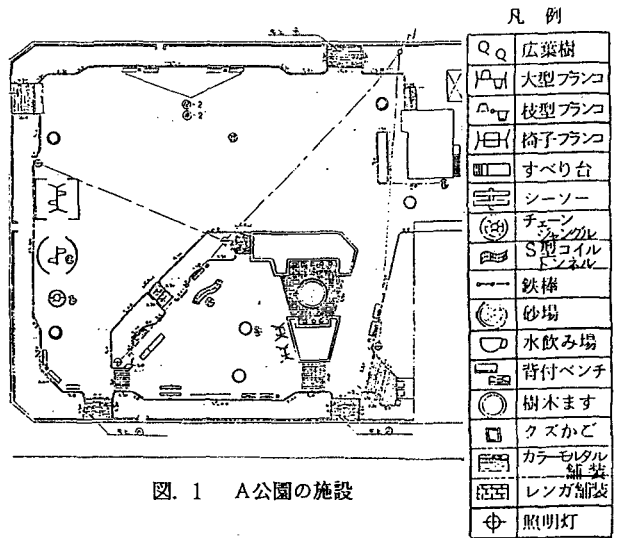 凡 例
広葉樹
大型ブランコ
枝型ブランコ
椅子ブランコ
すべり台
シーソー
チェーン
ジャングル
S型コイル
トンネル
鉄棒
砂場
水飲み場
背付ベンチ
樹木ます
クズかご
カラーモルタル
舗装
レンガ舗装
照明灯
図. 1 A公園の施設